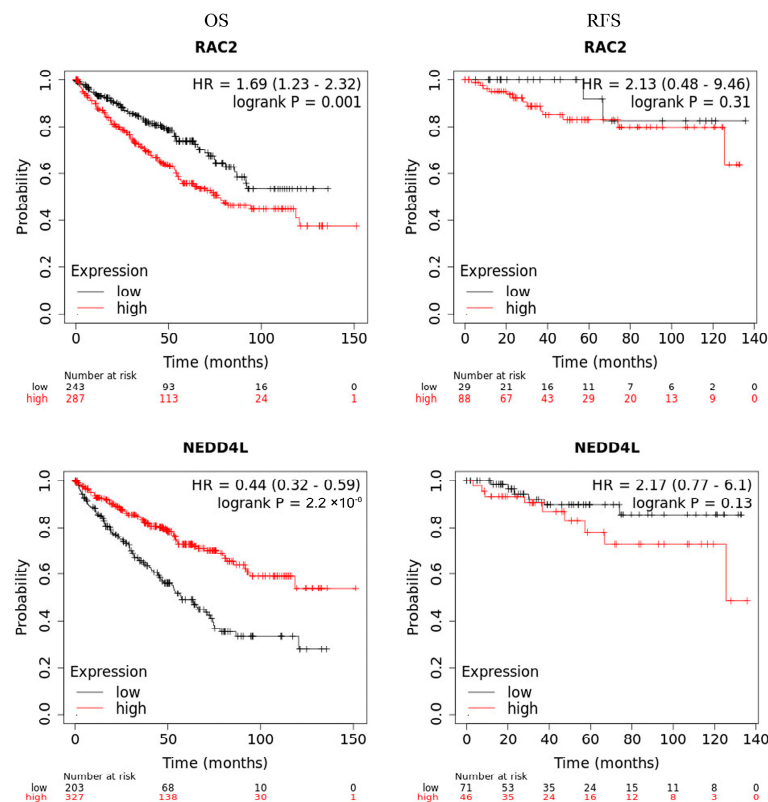 OS
RFS
RAC2
HR = 1.69 (1.23 - 2.32)
logrank P = 0.001
Probability
0.0 0.2 0.4 0.6 0.8 1.0
Expression
low
high
0 50 100 150
Time (months)
Number at risk
low 243 93 16 0
high 287 113 24 1
RAC2
HR = 2.13 (0.48 - 9.46)
logrank P = 0.31
Probability
0.0 0.2 0.4 0.6 0.8 1.0
Expression
low
high
0 20 40 60 80 100 120 140
Time (months)
Number at risk
low 29 21 16 11 7 6 2 0
high 88 67 43 29 20 13 9 0
NEDD4L
HR = 0.44 (0.32 - 0.59)
logrank P = 2.2 ×10
Probability
0.0 0.2 0.4 0.6 0.8 1.0
Expression
low
high
0 50 100 150
Time (months)
Number at risk
low 203 68 10 0
high 327 138 30 1
NEDD4L
HR = 2.17 (0.77 - 6.1)
logrank P = 0.13
Probability
0.0 0.2 0.4 0.6 0.8 1.0
Expression
low
high
0 20 40 60 80 100 120 140
Time (months)
Number at risk
low 71 53 35 24 15 11 8 0
high 46 35 24 16 12 8 3 0